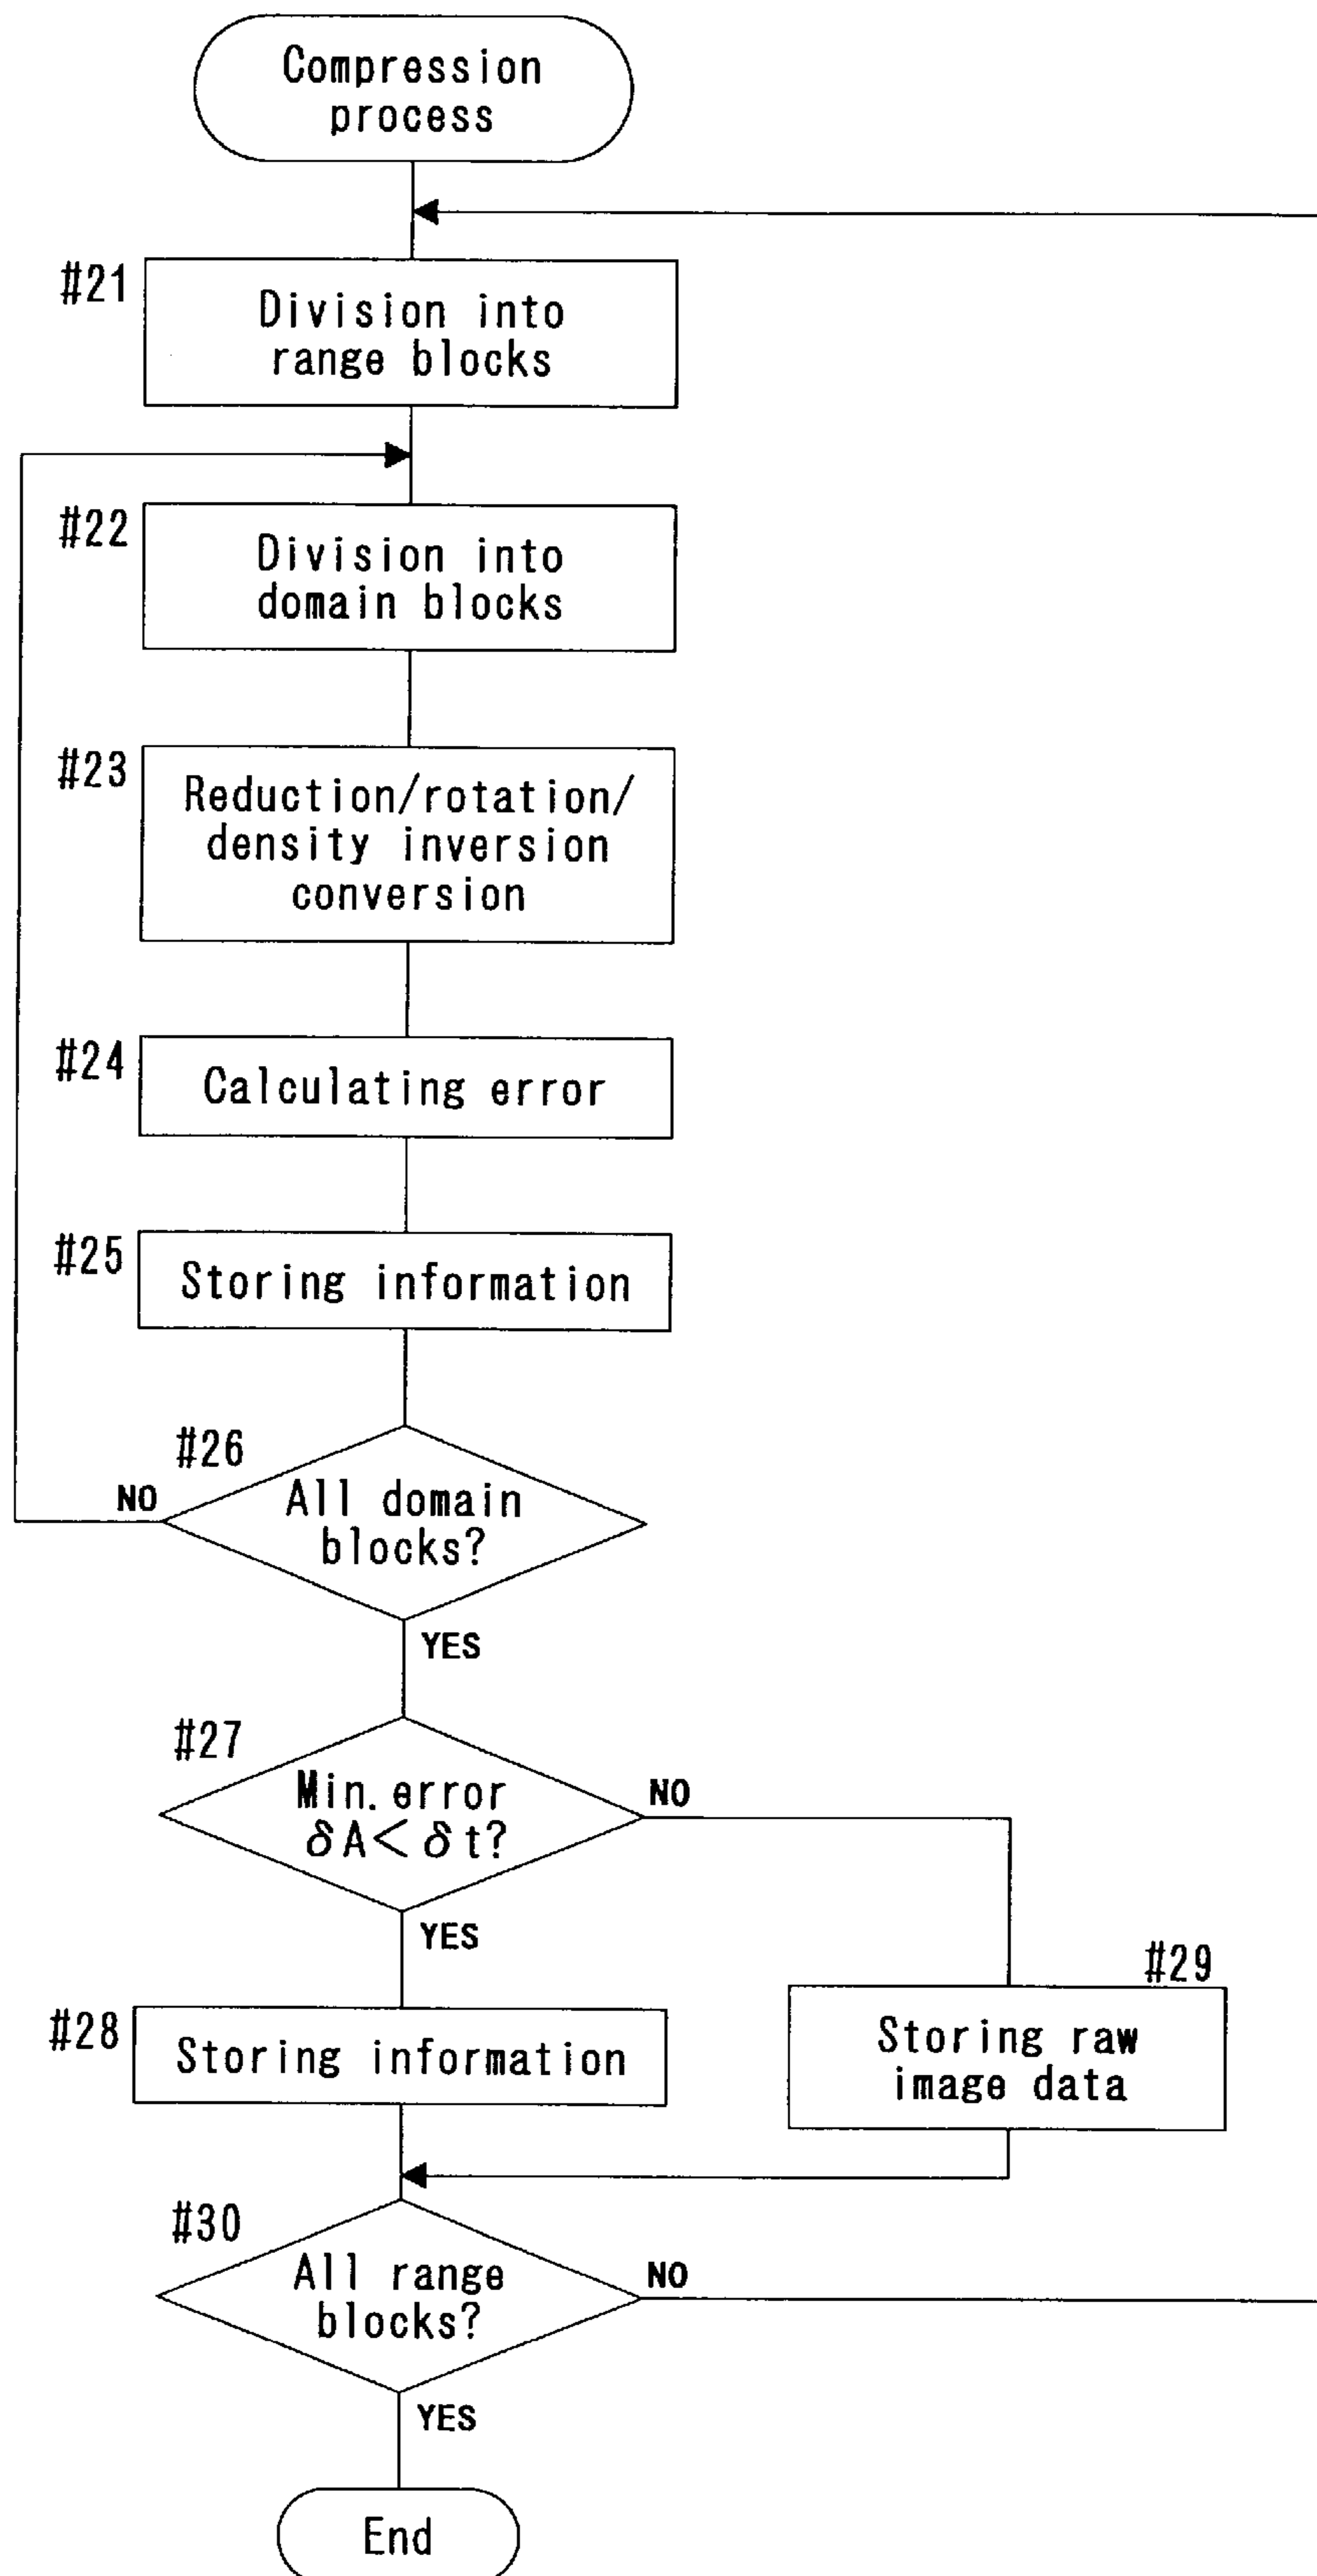 Compression
process
#21
Division into
range blocks
#22
Division into
domain blocks
#23
Reduction/rotation/
density inversion
conversion
#24
Calculating error
#25
Storing information
#26
All domain
blocks?
NO
YES
#27
Min.error
δA<δt?
NO
YES
#28
Storing information
#29
Storing raw
image data
#30
All range
blocks?
NO
YES
End